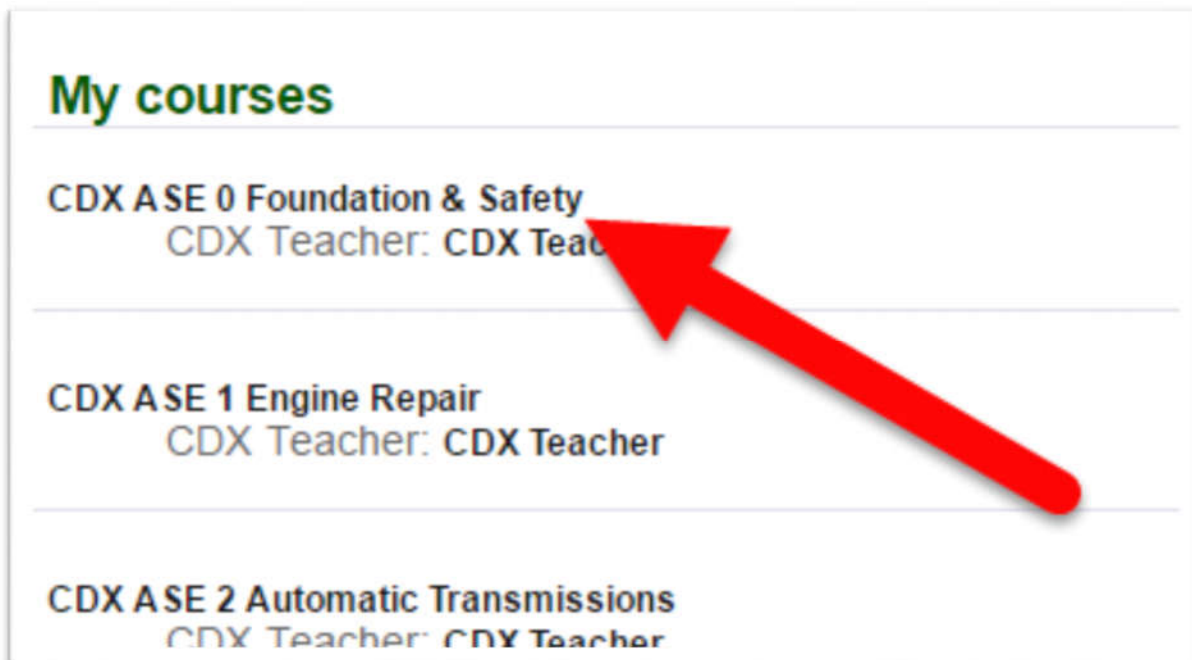 My courses
CDX ASE 0 Foundation & Safety
CDX Teacher: CDX Teac
CDX ASE 1 Engine Repair
CDX Teacher: CDX Teacher
CDX ASE 2 Automatic Transmissions
CDX Teacher: CDX Teacher